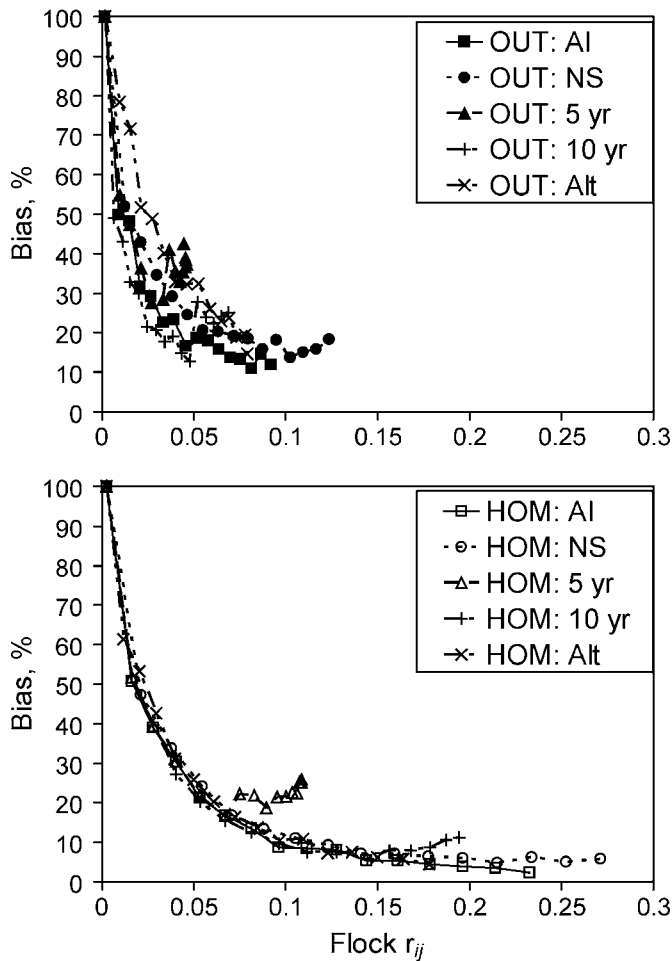 100
90
80
70
60
50
40
30
20
10
0
Bias, %
0 0.05 0.1 0.15 0.2 0.25 0.3
OUT: AI
OUT: NS
OUT: 5 yr
OUT: 10 yr
OUT: Alt
100
90
80
70
60
50
40
30
20
10
0
Bias, %
0 0.05 0.1 0.15 0.2 0.25 0.3
HOM: AI
HOM: NS
HOM: 5 yr
HOM: 10 yr
HOM: Alt
Flock rij